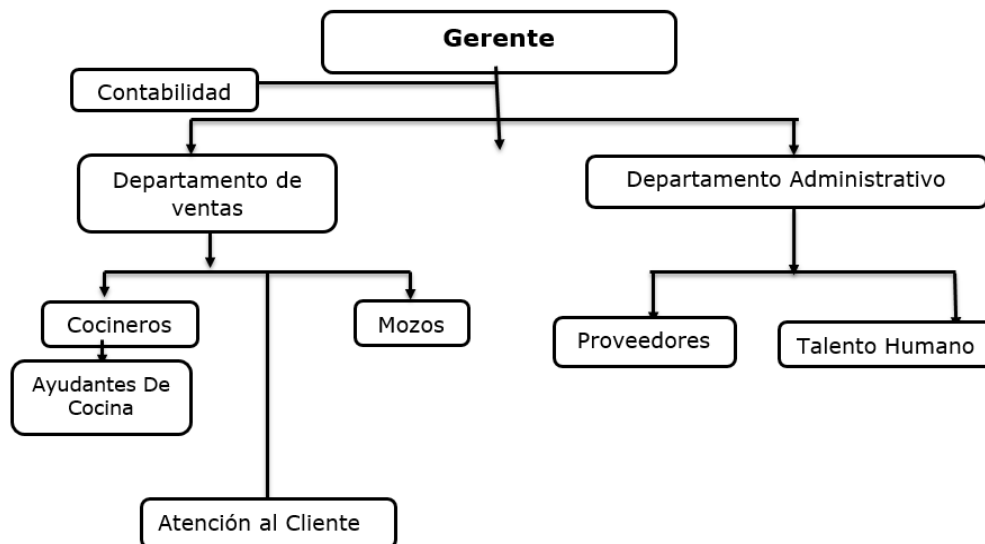 Gerente
Contabilidad
Departamento de
ventas
Departamento Administrativo
Cocineros
Mozos
Proveedores
Talento Humano
Ayudantes De
Cocina
Atención al Cliente